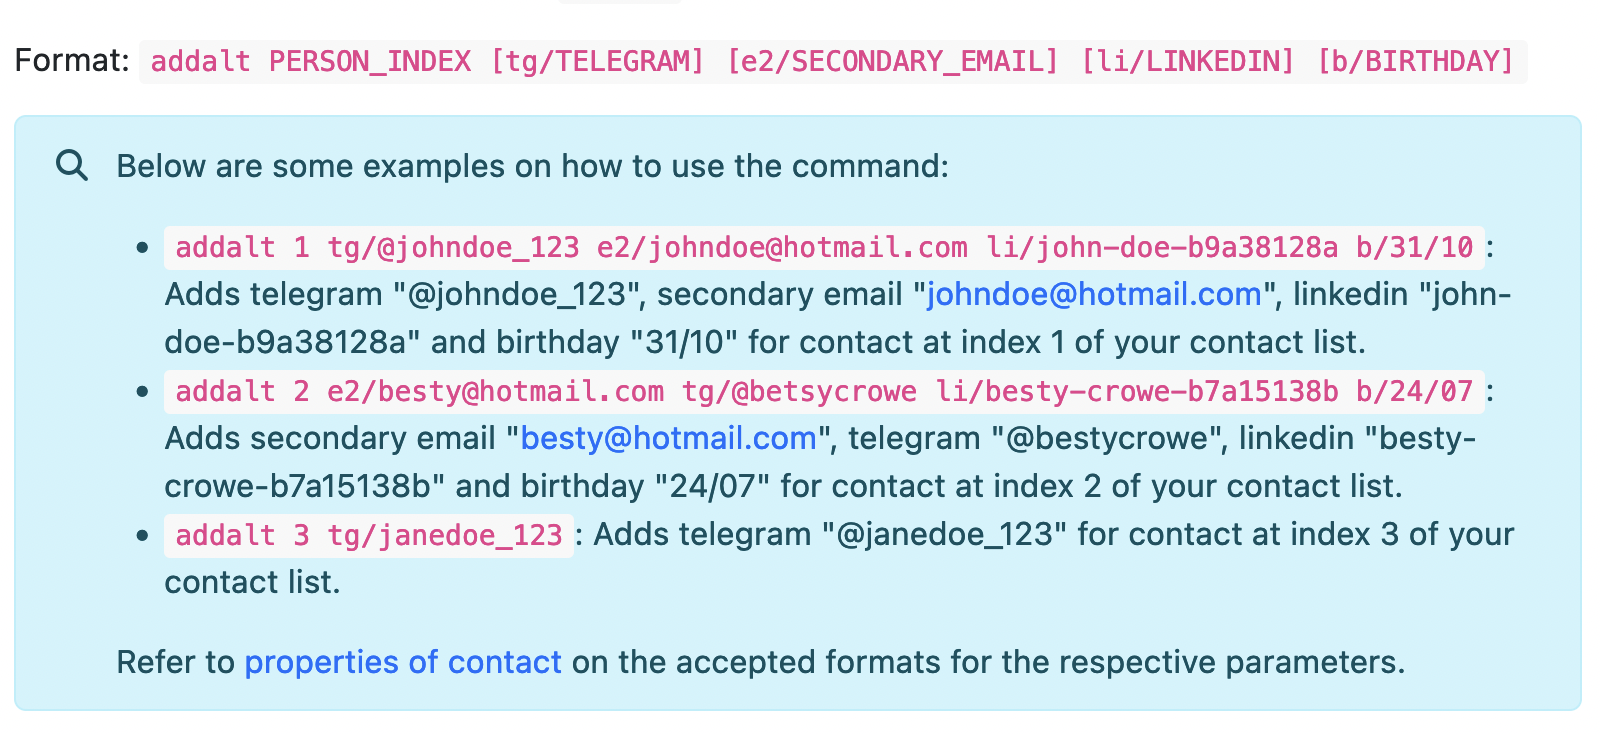 Format: addalt PERSON_INDEX [tg/TELEGRAM] [e2/SECONDARY_EMAIL] [li/LINKEDIN] [b/BIRTHDAY]
Below are some examples on how to use the command:
• addalt 1 tg/@johndoe_123 e2/johndoe@hotmail.com li/john-doe-b9a38128a b/31/10 :
Adds telegram "@johndoe_123", secondary email "johndoe@hotmail.com", linkedin "john-
doe-b9a38128a" and birthday "31/10" for contact at index 1 of your contact list.
• addalt 2 e2/besty@hotmail.com tg/@betsycrowe li/besty-crowe-b7a15138b b/24/07 :
Adds secondary email "besty@hotmail.com", telegram "@bestycrowe", linkedin "besty-
crowe-b7a15138b" and birthday "24/07" for contact at index 2 of your contact list.
• addalt 3 tg/janedoe_123 : Adds telegram "@janedoe_123" for contact at index 3 of your
contact list.
Refer to properties of contact on the accepted formats for the respective parameters.